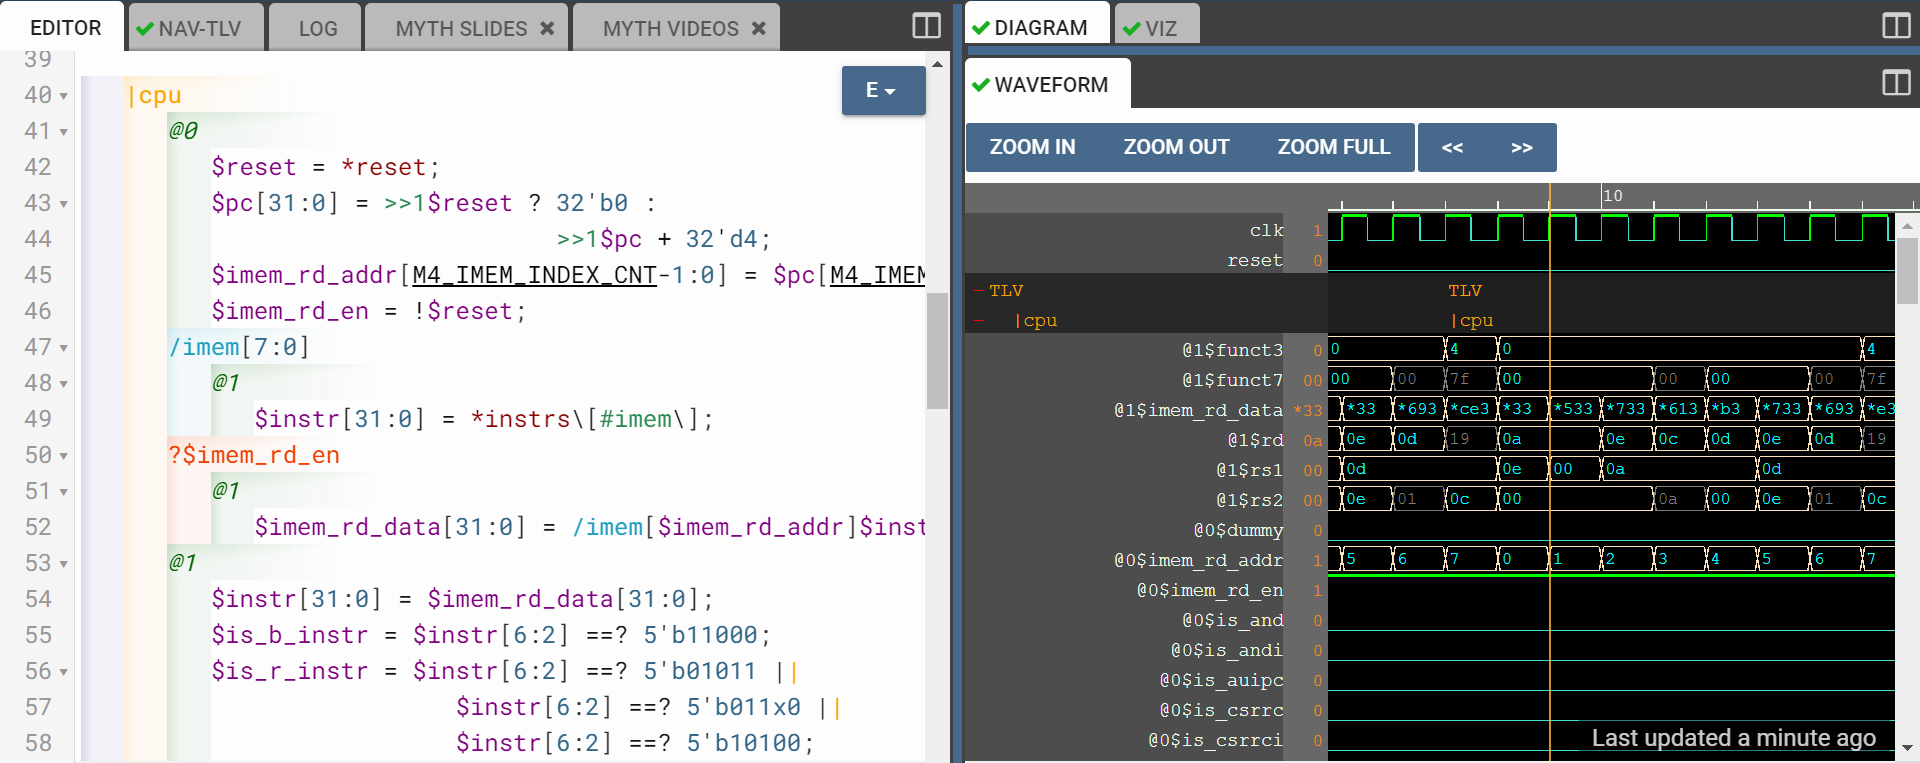 EDITOR NAV-TLV LOG MYTH SLIDES MYTH VIDEOS
39
40 |cpu
41 @0
42 $reset = *reset;
43 $pc[31:0] = >>1$reset ? 32'b0 :
44 >>1$pc + 32'd4;
45 $imem_rd_addr[M4_IMEM_INDEX_CNT-1:0] = $pc[M4_IMEM
46 $imem_rd_en = !$reset;
47 /imem[7:0]
48 @1
49 $instr[31:0] = *instrs\[#imem\];
50 ?$imem_rd_en
51 @1
52 $imem_rd_data[31:0] = /imem[$imem_rd_addr]$inst
53 @1
54 $instr[31:0] = $imem_rd_data[31:0];
55 $is_b_instr = $instr[6:2] ==? 5'b11000;
56 $is_r_instr = $instr[6:2] ==? 5'b01011 ||
57 $instr[6:2] ==? 5'b011x0 ||
58 $instr[6:2] ==? 5'b10100;
E
DIAGRAM VIZ
WAVEFORM
ZOOM IN ZOOM OUT ZOOM FULL << >>
10
clk 1
reset 0
- TLV TLV
- |cpu |cpu
@1$funct3 0 0 4 0 4
@1$funct7 00 00 00 7f 00 00 00 00 7f
@1$imem_rd_data *33 *33 *693 *ce3 *33 *533 *733 *613 *b3 *733 *693 *e3
@1$rd 0a 0e 0d 19 0a 0e 0c 0d 0e 0d 19
@1$rs1 00 0d 0e 00 0a 0d
@1$rs2 00 0e 01 0c 00 0a 00 0e 01 0c
@0$dummy 0
@0$imem_rd_addr 1 5 6 7 0 1 2 3 4 5 6 7
@0$imem_rd_en 1
@0$is_and 0
@0$is_andi 0
@0$is_auipc 0
@0$is_csrrc 0
@0$is_csrrci 0
Last updated a minute ago